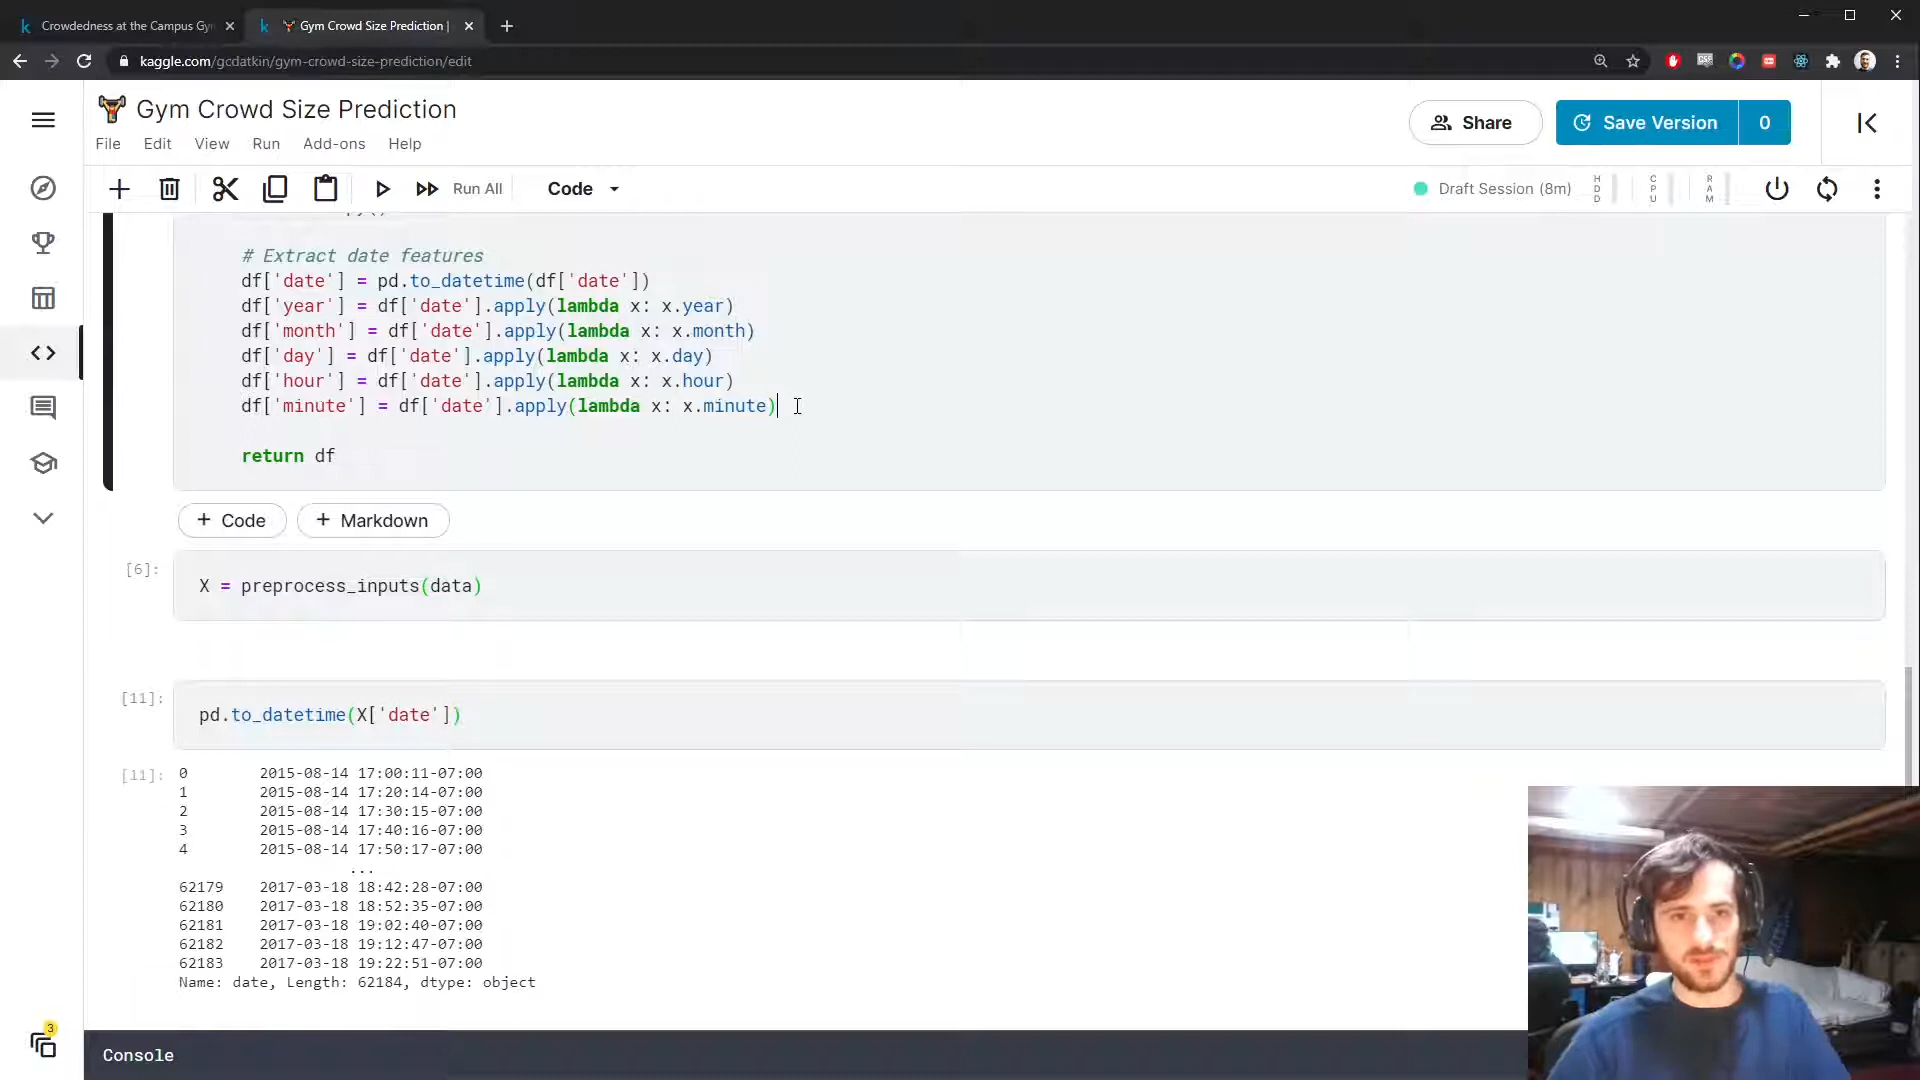 Crowdedness at the Campus Gy
Gym Crowd Size Prediction |
kaggle.com/gcdatkin/gym-crowd-size-prediction/edit
Gym Crowd Size Prediction
File Edit View Run Add-ons Help
Share
Save Version 0
Run All
Code
Draft Session (8m)
HDD
CPU
RAM
# Extract date features
df['date'] = pd.to_datetime(df['date'])
df['year'] = df['date'].apply(lambda x: x.year)
df['month'] = df['date'].apply(lambda x: x.month)
df['day'] = df['date'].apply(lambda x: x.day)
df['hour'] = df['date'].apply(lambda x: x.hour)
df['minute'] = df['date'].apply(lambda x: x.minute)
return df
+ Code + Markdown
[6]:
X = preprocess_inputs(data)
[11]:
pd.to_datetime(X['date'])
[11]:
0 2015-08-14 17:00:11-07:00
1 2015-08-14 17:20:14-07:00
2 2015-08-14 17:30:15-07:00
3 2015-08-14 17:40:16-07:00
4 2015-08-14 17:50:17-07:00
...
62179 2017-03-18 18:42:28-07:00
62180 2017-03-18 18:52:35-07:00
62181 2017-03-18 19:02:40-07:00
62182 2017-03-18 19:12:47-07:00
62183 2017-03-18 19:22:51-07:00
Name: date, Length: 62184, dtype: object
3
Console